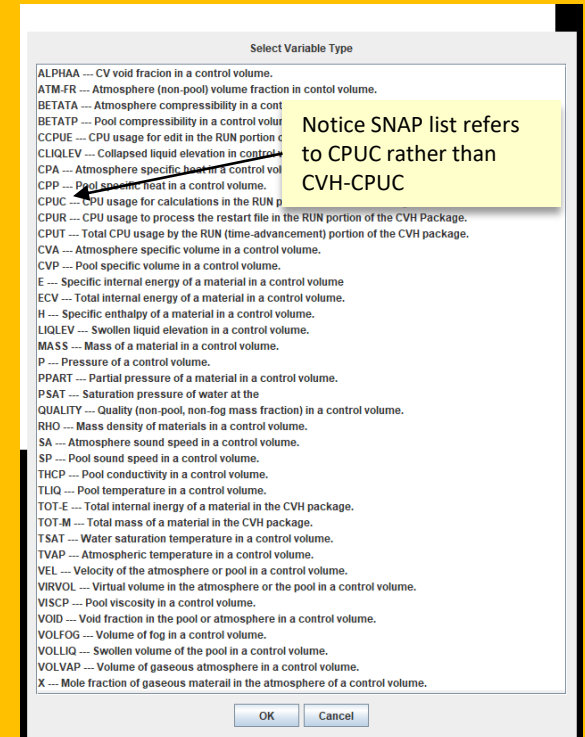 Select Variable Type
ALPHAA --- CV void fracion in a control volume.
ATM-FR --- Atmosphere (non-pool) volume fraction in contol volume.
BETATA --- Atmosphere compressibility in a cont
BETATP --- Pool compressibility in a control volu
CCPUE --- CPU usage for edit in the RUN portion
CLIQLEV --- Collapsed liquid elevation in control
CPA --- Atmosphere specific heat in a control vol
CPP --- Pool specific heat in a control volume.
CPUC --- CPU usage for calculations in the RUN p
CPUR --- CPU usage to process the restart file in the RUN portion of the CVH Package.
CPUT --- Total CPU usage by the RUN (time-advancement) portion of the CVH package.
CVA --- Atmosphere specific volume in a control volume.
CVP --- Pool specific volume in a control volume.
E --- Specific internal energy of a material in a control volume
ECV --- Total internal energy of a material in a control volume.
H --- Specific enthalpy of a material in a control volume.
LIQLEV --- Swollen liquid elevation in a control volume.
MASS --- Mass of a material in a control volume.
P --- Pressure of a control volume.
PPART --- Partial pressure of a material in a control volume.
PSAT --- Saturation pressure of water at the
QUALITY --- Quality (non-pool, non-fog mass fraction) in a control volume.
RHO --- Mass density of materials in a control volume.
SA --- Atmosphere sound speed in a control volume.
SP --- Pool sound speed in a control volume.
THCP --- Pool conductivity in a control volume.
TLIQ --- Pool temperature in a control volume.
TOT-E --- Total internal inergy of a material in the CVH package.
TOT-M --- Total mass of a material in the CVH package.
TSAT --- Water saturation temperature in a control volume.
TVAP --- Atmospheric temperature in a control volume.
VEL --- Velocity of the atmosphere or pool in a control volume.
VIRVOL --- Virtual volume in the atmosphere or the pool in a control volume.
VISCP --- Pool viscosity in a control volume.
VOID --- Void fraction in the pool or atmosphere in a control volume.
VOLFOG --- Volume of fog in a control volume.
VOLLIQ --- Swollen volume of the pool in a control volume.
VOLVAP --- Volume of gaseous atmosphere in a control volume.
X --- Mole fraction of gaseous materail in the atmosphere of a control volume.
OK Cancel
Notice SNAP list refers
to CPUC rather than
CVH-CPUC